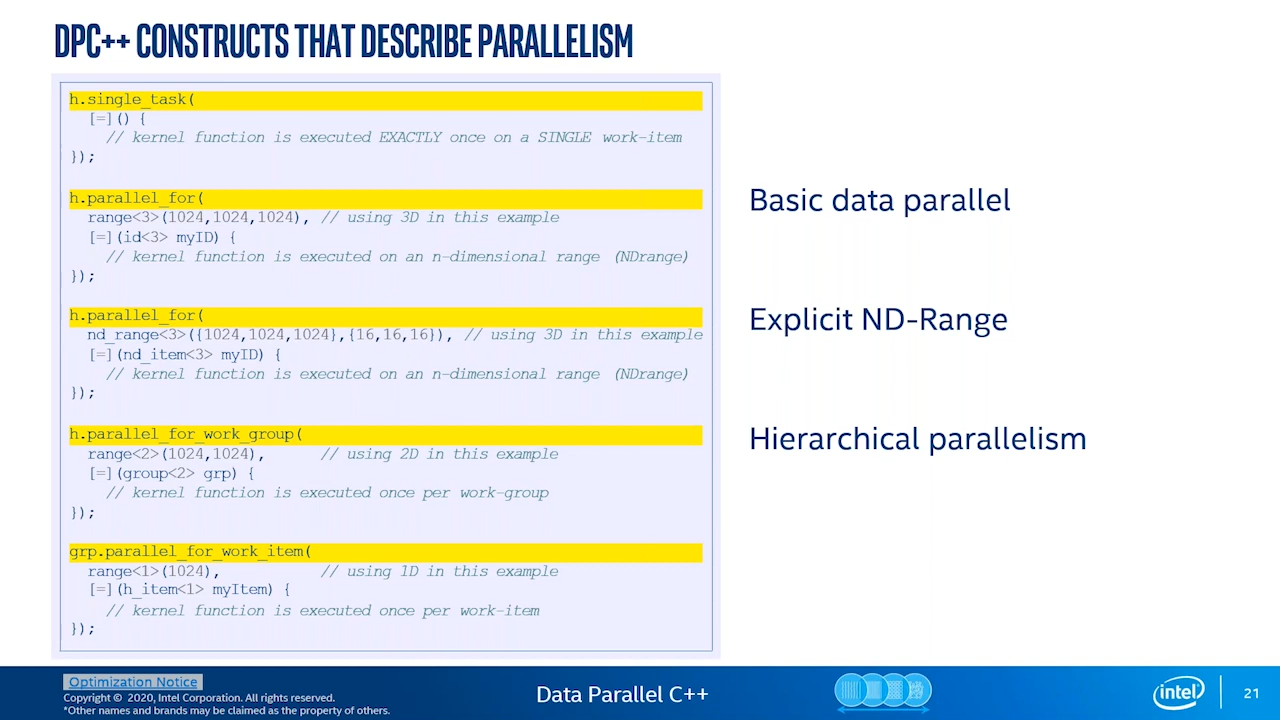 DPC++ CONSTRUCTS THAT DESCRIBE PARALLELISM
h.single_task(
[=]() {
// kernel function is executed EXACTLY once on a SINGLE work-item
});
h.parallel_for(
range<3>(1024,1024,1024), // using 3D in this example
[=](id<3> myID) {
// kernel function is executed on an n-dimensional range (NDrange)
});
h.parallel_for(
nd_range<3>({1024,1024,1024},{16,16,16}), // using 3D in this example
[=](nd_item<3> myID) {
// kernel function is executed on an n-dimensional range (NDrange)
});
h.parallel_for_work_group(
range<2>(1024,1024), // using 2D in this example
[=](group<2> grp) {
// kernel function is executed once per work-group
});
grp.parallel_for_work_item(
range<1>(1024), // using 1D in this example
[=](h_item<1> myItem) {
// kernel function is executed once per work-item
});
Basic data parallel
Explicit ND-Range
Hierarchical parallelism
Optimization Notice
Copyright © 2020, Intel Corporation. All rights reserved.
*Other names and brands may be claimed as the property of others.
Data Parallel C++
intel
21